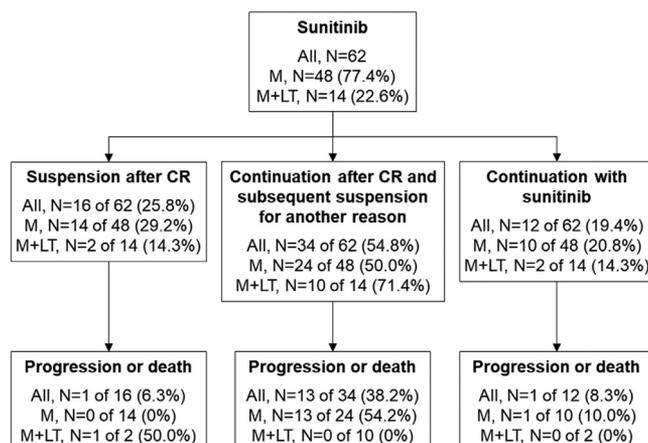 Sunitinib
All, N=62
M, N=48 (77.4%)
M+LT, N=14 (22.6%)
Suspension after CR
All, N=16 of 62 (25.8%)
M, N=14 of 48 (29.2%)
M+LT, N=2 of 14 (14.3%)
Continuation after CR and
subsequent suspension
for another reason
All, N=34 of 62 (54.8%)
M, N=24 of 48 (50.0%)
M+LT, N=10 of 14 (71.4%)
Continuation with
sunitinib
All, N=12 of 62 (19.4%)
M, N=10 of 48 (20.8%)
M+LT, N=2 of 14 (14.3%)
Progression or death
All, N=1 of 16 (6.3%)
M, N=0 of 14 (0%)
M+LT, N=1 of 2 (50.0%)
Progression or death
All, N=13 of 34 (38.2%)
M, N=13 of 24 (54.2%)
M+LT, N=0 of 10 (0%)
Progression or death
All, N=1 of 12 (8.3%)
M, N=1 of 10 (10.0%)
M+LT, N=0 of 2 (0%)